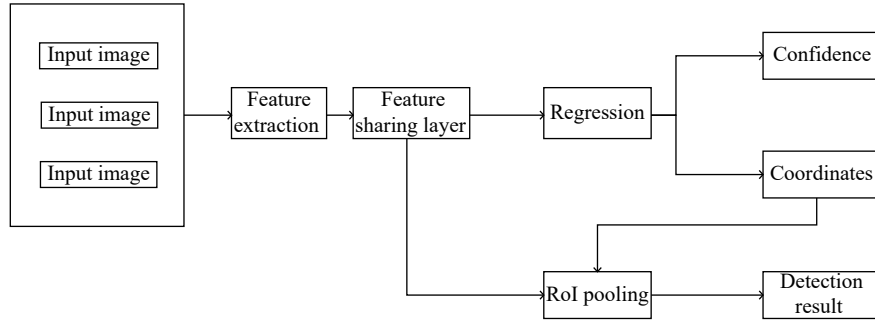 Input image
Input image
Input image
Feature
extraction
Feature
sharing layer
Regression
Confidence
Coordinates
RoI pooling
Detection
result